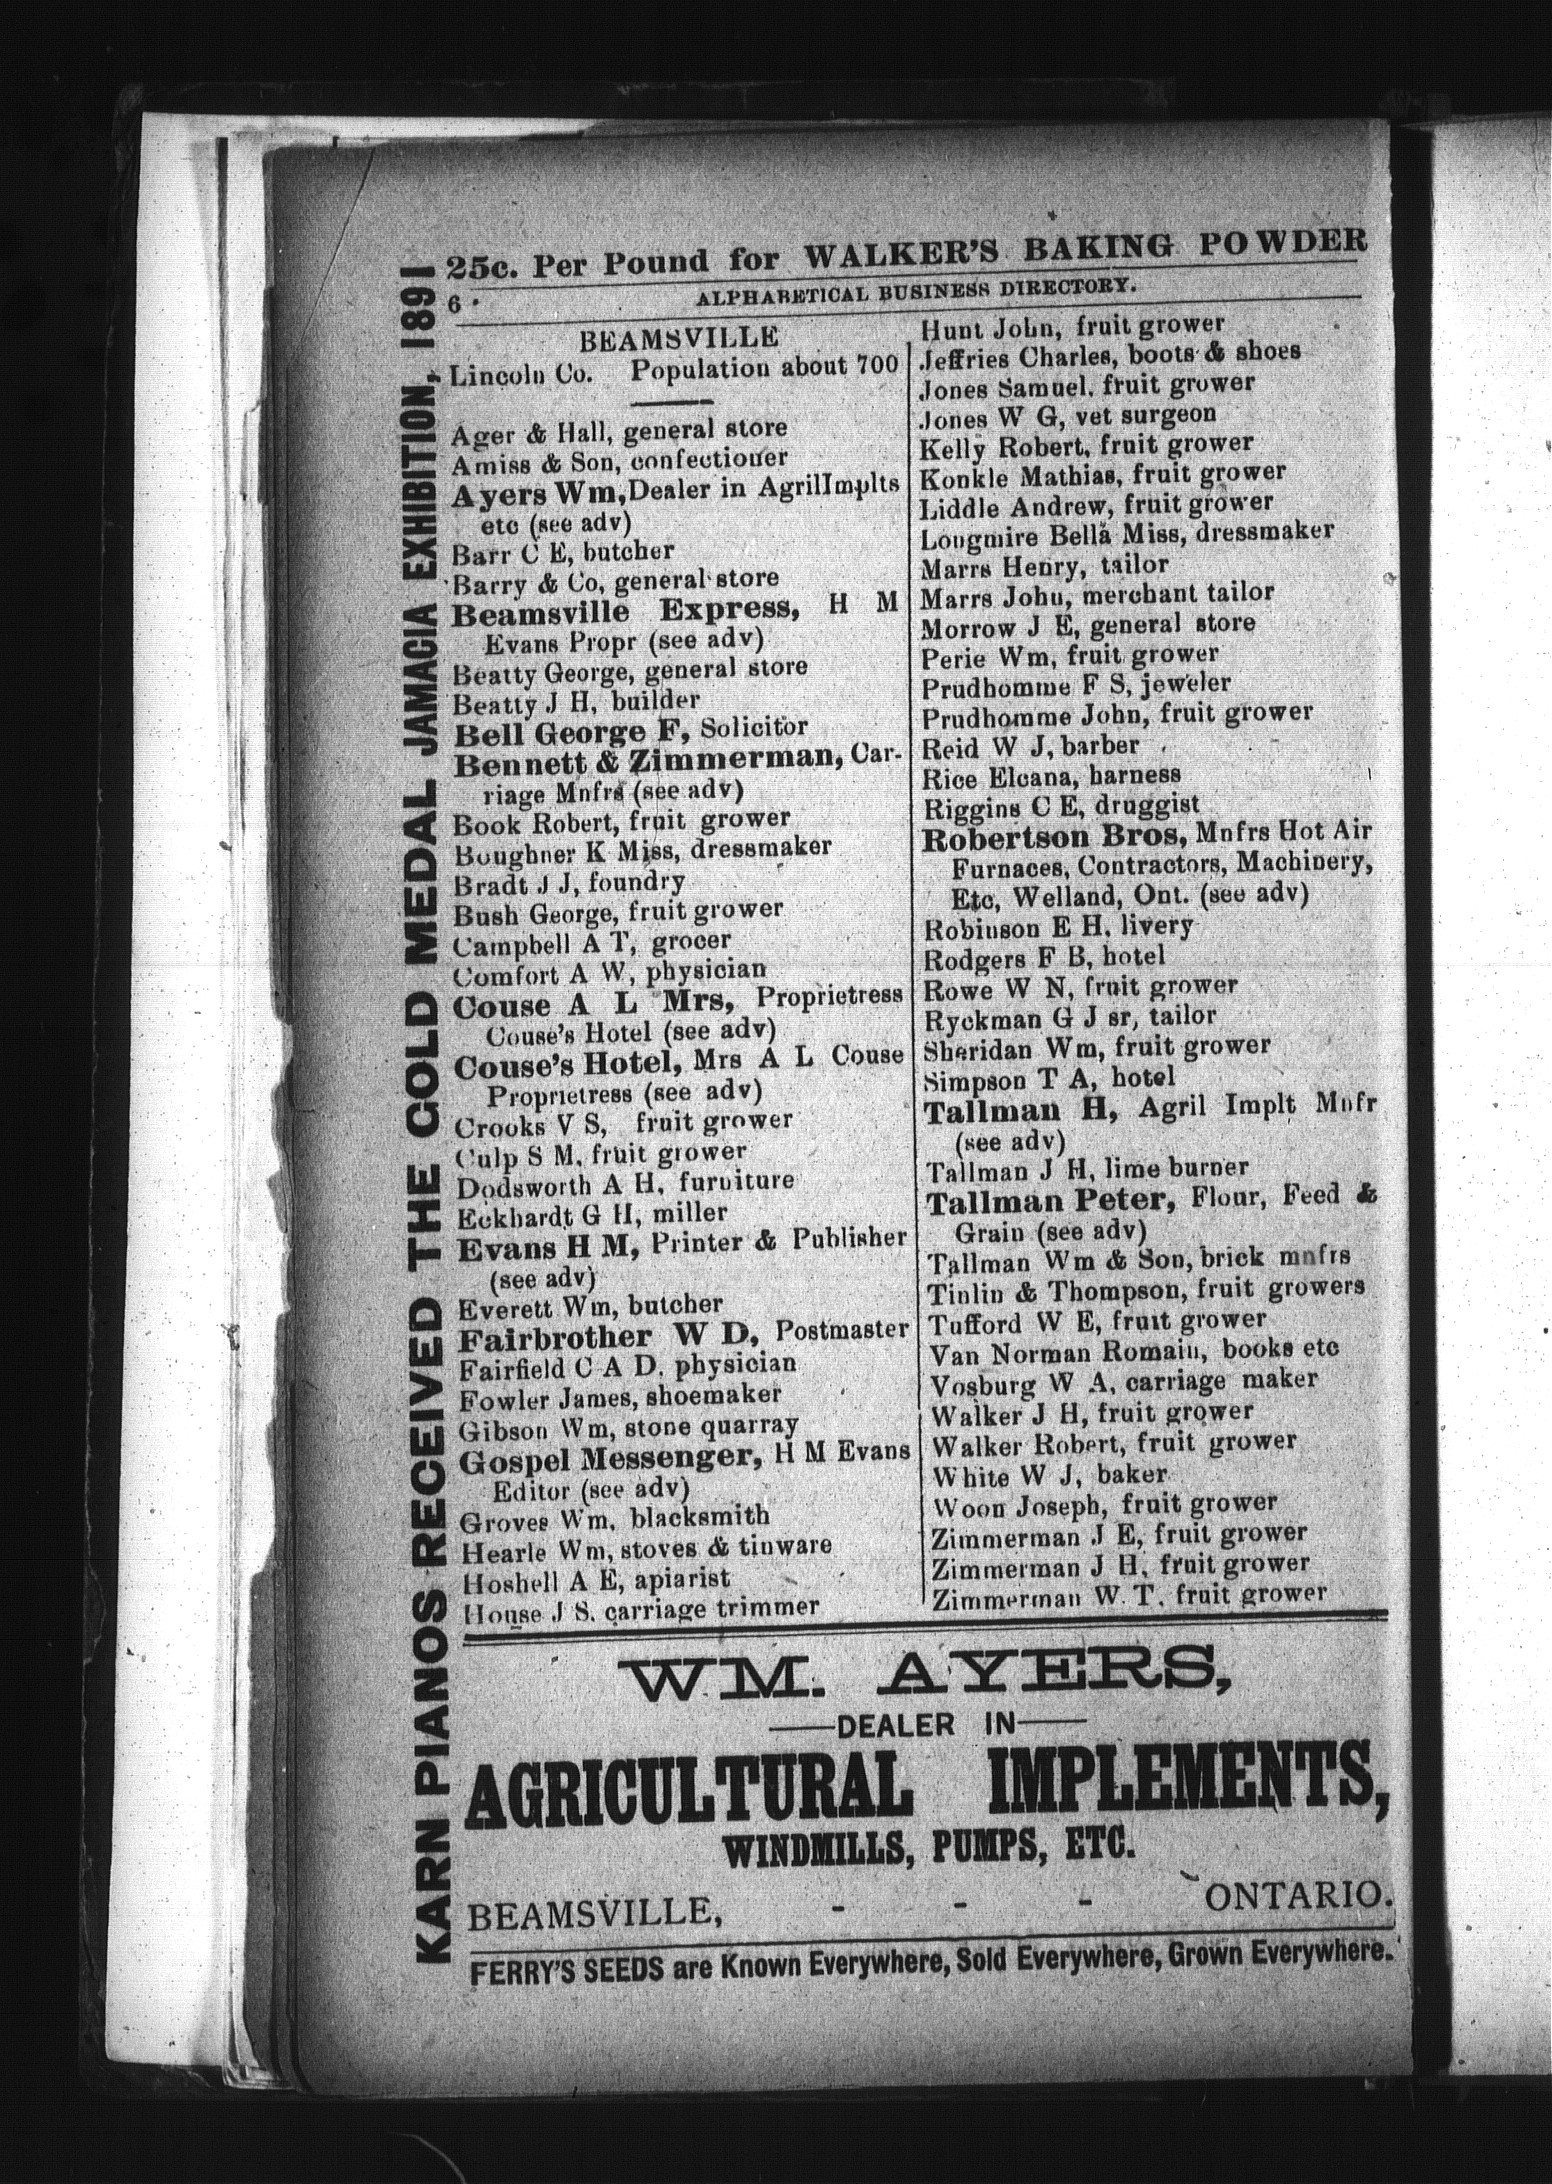 25c. Per Pound for WALKER'S BAKING POWDER
6
ALPHABETICAL BUSINESS DIRECTORY.
KARN PIANOS RECEIVED THE GOLD MEDAL JAMACIA EXHIBITION, 1891
BEAMSVILLE
Lincoln Co. Population about 700
Ager & Hall, general store
Amiss & Son, confectioner
Ayers Wm, Dealer in Agril Implts
etc (see adv)
Barr C E, butcher
Barry & Co, general store
Beamsville Express, H M
Evans Propr (see adv)
Beatty George, general store
Beatty J H, builder
Bell George F, Solicitor
Bennett & Zimmerman, Car-
riage Mnfrs (see adv)
Book Robert, fruit grower
Boughner K Miss, dressmaker
Bradt J J, foundry
Bush George, fruit grower
Campbell A T, grocer
Comfort A W, physician
Couse A L Mrs, Proprietress
Couse's Hotel (see adv)
Couse's Hotel, Mrs A L Couse
Proprietress (see adv)
Crooks V S, fruit grower
Culp S M, fruit grower
Dodsworth A H, furniture
Eckhardt G H, miller
Evans H M, Printer & Publisher
(see adv)
Everett Wm, butcher
Fairbrother W D, Postmaster
Fairfield C A D, physician
Fowler James, shoemaker
Gibson Wm, stone quarray
Gospel Messenger, H M Evans
Editor (see adv)
Groves Wm, blacksmith
Hearle Wm, stoves & tinware
Hoshell A E, apiarist
House J S, carriage trimmer
Hunt John, fruit grower
Jeffries Charles, boots & shoes
Jones Samuel, fruit grower
Jones W G, vet surgeon
Kelly Robert, fruit grower
Konkle Mathias, fruit grower
Liddle Andrew, fruit grower
Longmire Bella Miss, dressmaker
Marrs Henry, tailor
Marrs John, merchant tailor
Morrow J E, general store
Perie Wm, fruit grower
Prudhomme F S, jeweler
Prudhomme John, fruit grower
Reid W J, barber
Rice Elcana, harness
Riggins C E, druggist
Robertson Bros, Mnfrs Hot Air
Furnaces, Contractors, Machinery,
Etc, Welland, Ont. (see adv)
Robinson E H, livery
Rodgers F B, hotel
Rowe W N, fruit grower
Ryckman G J sr, tailor
Sheridan Wm, fruit grower
Simpson T A, hotel
Tallman H, Agril Implt Mnfr
(see adv)
Tallman J H, lime burner
Tallman Peter, Flour, Feed &
Grain (see adv)
Tallman Wm & Son, brick mnfrs
Tinlin & Thompson, fruit growers
Tufford W E, fruit grower
Van Norman Romain, books etc
Vosburg W A, carriage maker
Walker J H, fruit grower
Walker Robert, fruit grower
White W J, baker
Woon Joseph, fruit grower
Zimmerman J E, fruit grower
Zimmerman J H, fruit grower
Zimmerman W. T. fruit grower
WM. AYERS,
—DEALER IN—
AGRICULTURAL IMPLEMENTS,
WINDMILLS, PUMPS, ETC.
BEAMSVILLE, - - - ONTARIO.
FERRY'S SEEDS are Known Everywhere, Sold Everywhere, Grown Everywhere.